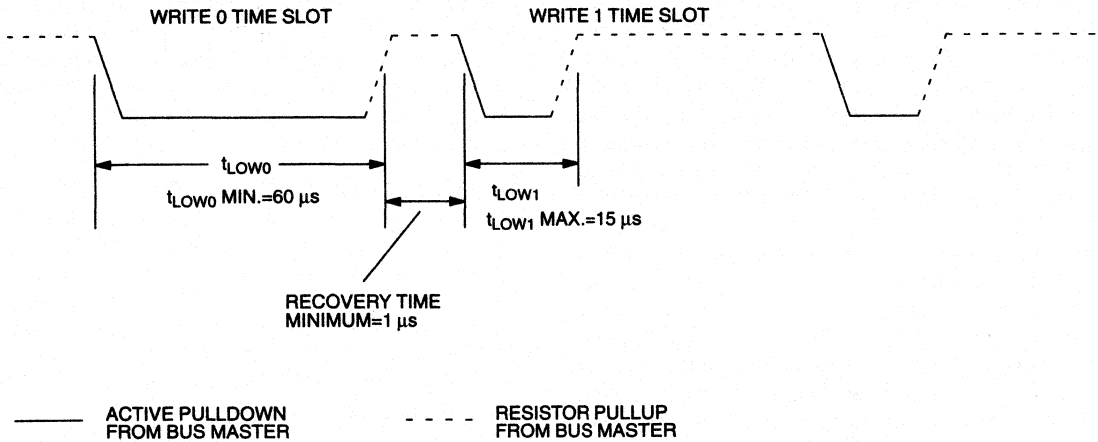 WRITE 0 TIME SLOT
WRITE 1 TIME SLOT
tLOW0
tLOW0 MIN.=60 μs
tLOW1
tLOW1 MAX.=15 μs
RECOVERY TIME
MINIMUM=1 μs
ACTIVE PULLDOWN
FROM BUS MASTER
RESISTOR PULLUP
FROM BUS MASTER